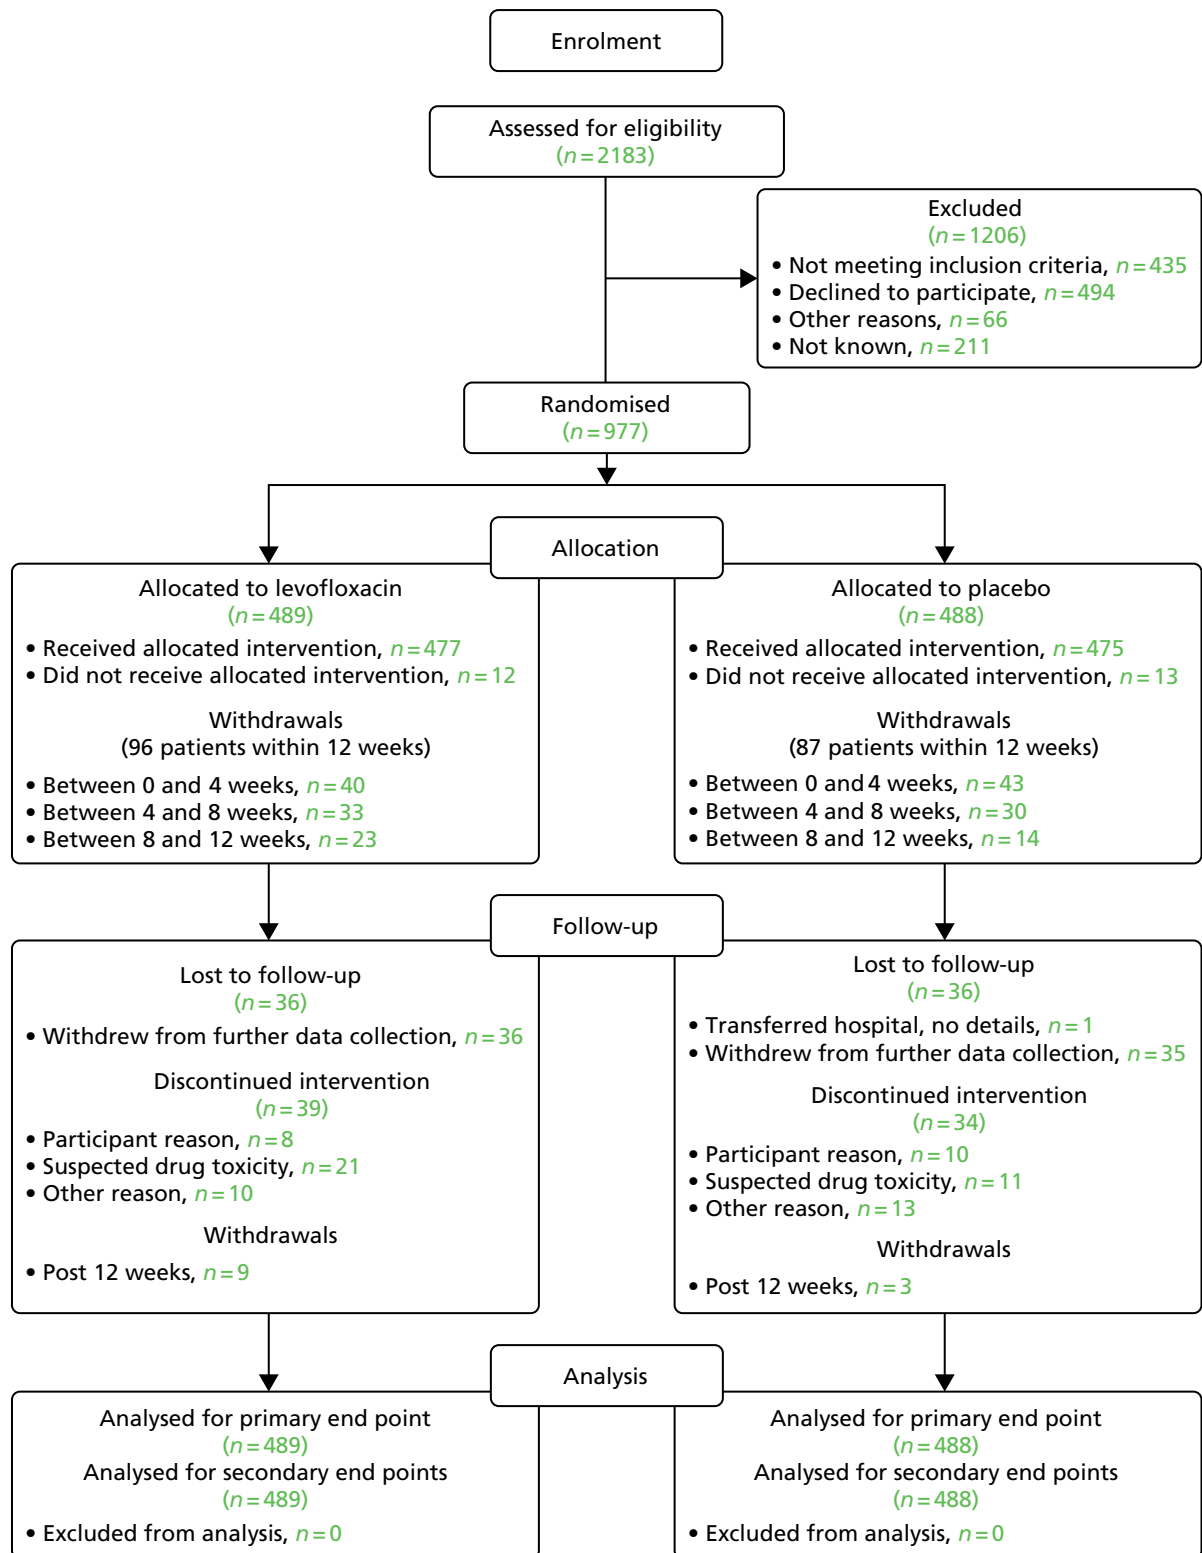 Enrolment
Assessed for eligibility
(n=2183)
Excluded
(n=1206)
• Not meeting inclusion criteria, n=435
• Declined to participate, n=494
• Other reasons, n=66
• Not known, n=211
Randomised
(n=977)
Allocation
Allocated to levofloxacin
(n=489)
• Received allocated intervention, n=477
• Did not receive allocated intervention, n=12
Withdrawals
(96 patients within 12 weeks)
• Between 0 and 4 weeks, n=40
• Between 4 and 8 weeks, n=33
• Between 8 and 12 weeks, n=23
Allocated to placebo
(n=488)
• Received allocated intervention, n=475
• Did not receive allocated intervention, n=13
Withdrawals
(87 patients within 12 weeks)
• Between 0 and 4 weeks, n=43
• Between 4 and 8 weeks, n=30
• Between 8 and 12 weeks, n=14
Follow-up
Lost to follow-up
(n=36)
• Withdrew from further data collection, n=36
Discontinued intervention
(n=39)
• Participant reason, n=8
• Suspected drug toxicity, n=21
• Other reason, n=10
Withdrawals
• Post 12 weeks, n=9
Lost to follow-up
(n=36)
• Transferred hospital, no details, n=1
• Withdrew from further data collection, n=35
Discontinued intervention
(n=34)
• Participant reason, n=10
• Suspected drug toxicity, n=11
• Other reason, n=13
Withdrawals
• Post 12 weeks, n=3
Analysis
Analysed for primary end point
(n=489)
Analysed for secondary end points
(n=489)
• Excluded from analysis, n=0
Analysed for primary end point
(n=488)
Analysed for secondary end points
(n=488)
• Excluded from analysis, n=0